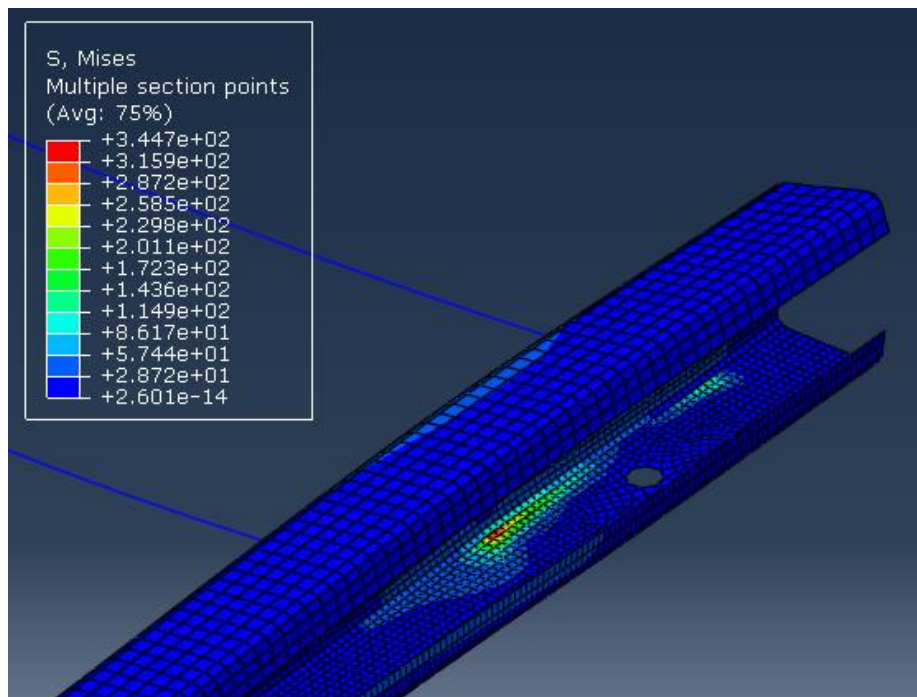 S, Mises
Multiple section points
(Avg: 75%)
+3.447e+02
+3.159e+02
+2.872e+02
+2.585e+02
+2.298e+02
+2.011e+02
+1.723e+02
+1.436e+02
+1.149e+02
+8.617e+01
+5.744e+01
+2.872e+01
+2.601e-14